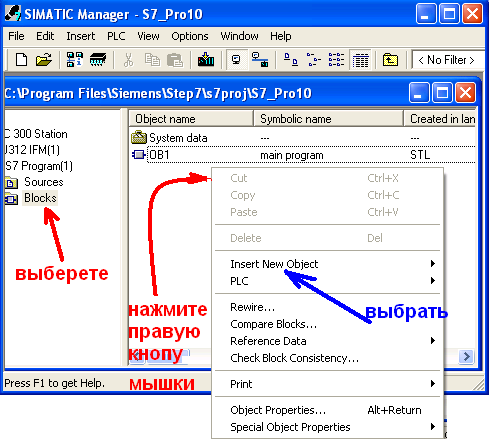 SIMATIC Manager - S7_Pro10
File Edit Insert PLC View Options Window Help
< No Filter >
C:\Program Files\Siemens\Step7\s7proj\S7_Pro10
Object name Symbolic name Created in lan
System data --- ---
OB1 main program STL
C 300 Station
J312 IFM(1)
S7 Program(1)
Sources
Blocks
выберете
нажмите
правую
кнопу
мышки
Cut Ctrl+X
Copy Ctrl+C
Paste Ctrl+V
Delete Del
Insert New Object
PLC
выбрать
Rewire...
Compare Blocks...
Reference Data
Check Block Consistency...
Print
Object Properties... Alt+Return
Special Object Properties
Press F1 to get Help.